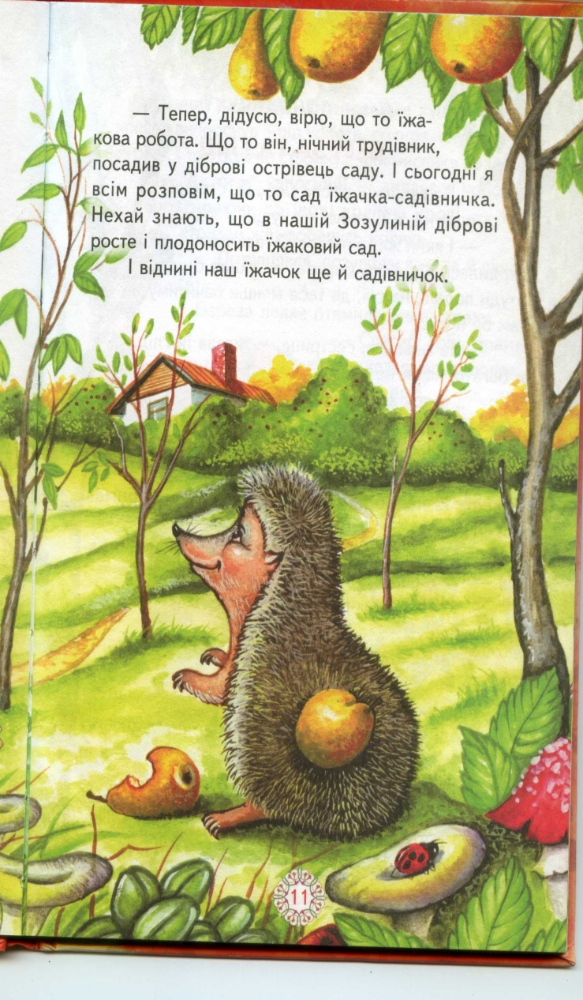 — Тепер, дідусю, вірю, що то їжа-
кова робота. Що то він, нічний трудівник,
посадив у діброві острівець саду. І сьогодні я
всім розповім, що то сад їжачка-садівничка.
Нехай знають, що в нашій Зозулиній діброві
росте і плодоносить їжаковий сад.
І віднині наш їжачок ще й садівничок.
11